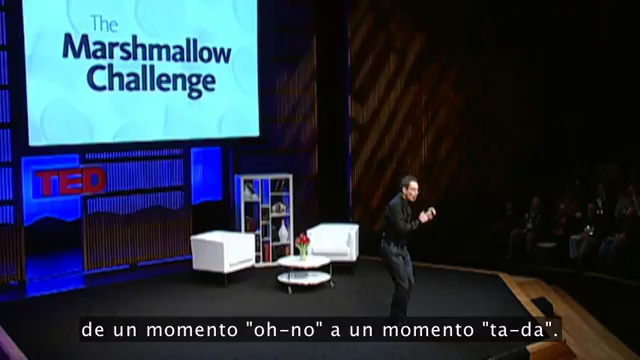 The
Marshmallow
Challenge
TED
de un momento "oh-no" a un momento "ta-da".